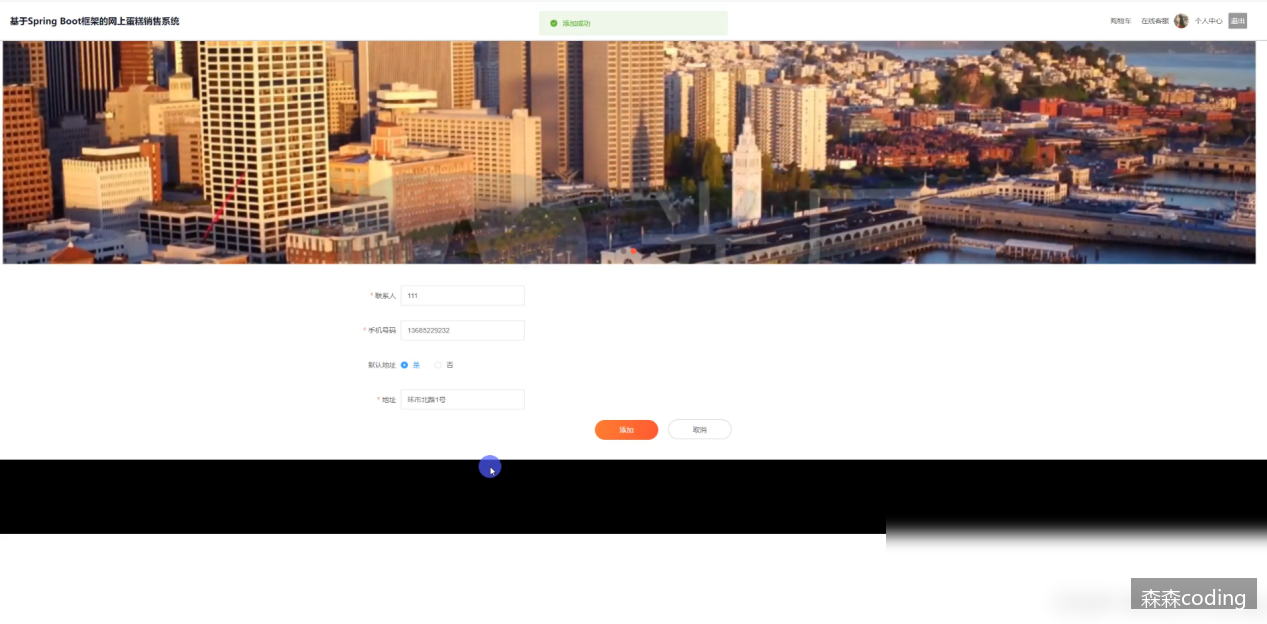 基于Spring Boot框架的网上蛋糕销售系统
添加成功
购物车 在线客服 个人中心 退出
* 联系人 111
* 手机号码 13685229232
默认地址 是 否
* 地址 环市北路1号
添加 取消
森森coding